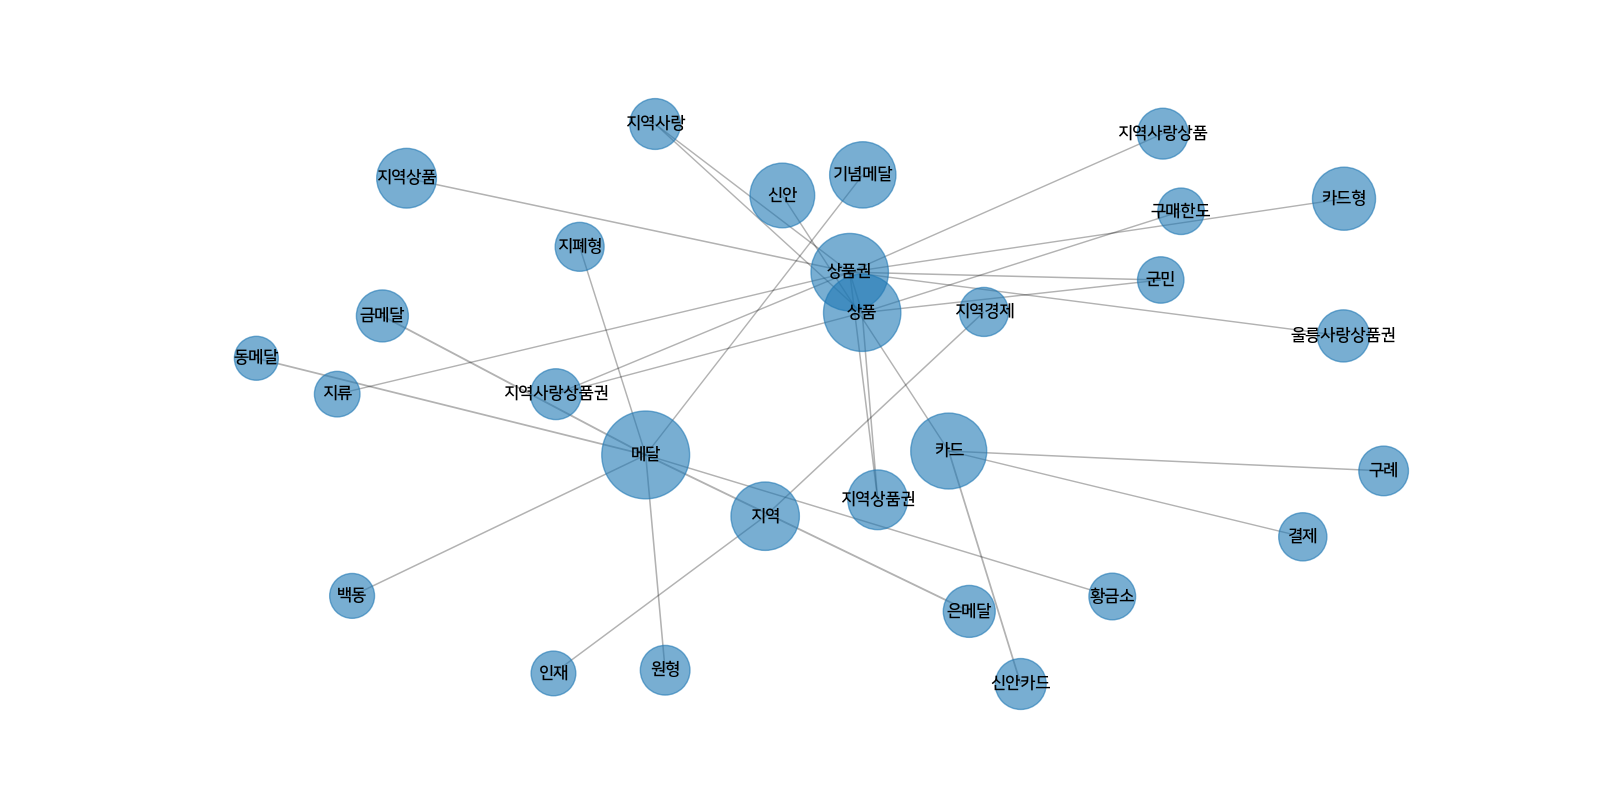 지역사랑
지역사랑상품
지역상품
기념메달
신안
카드형
구매한도
지폐형
상품권
군민
금메달
상품
지역경제
울릉사랑상품권
동메달
지류
지역사랑상품권
메달
카드
구례
지역상품권
지역
결제
백동
은메달
황금소
인재
원형
신안카드